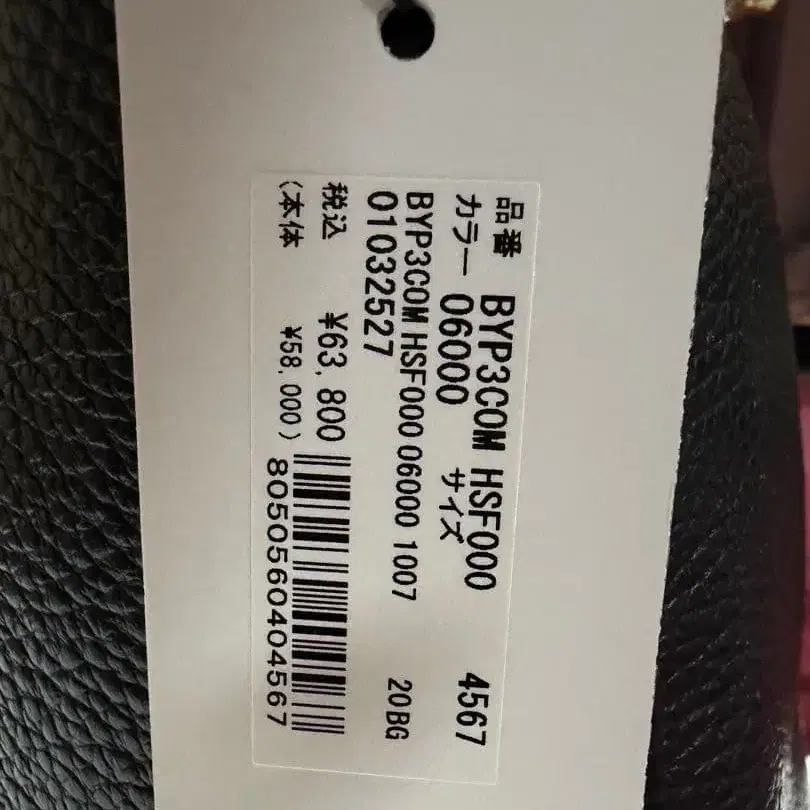 品番 BYP3COM HSF000
カラー 06000 サイズ 4567
BYP3COM HSF000 06000 1007
01032527 20BG
税込 ¥63,800
(本体 ¥58,000)
8050560404567